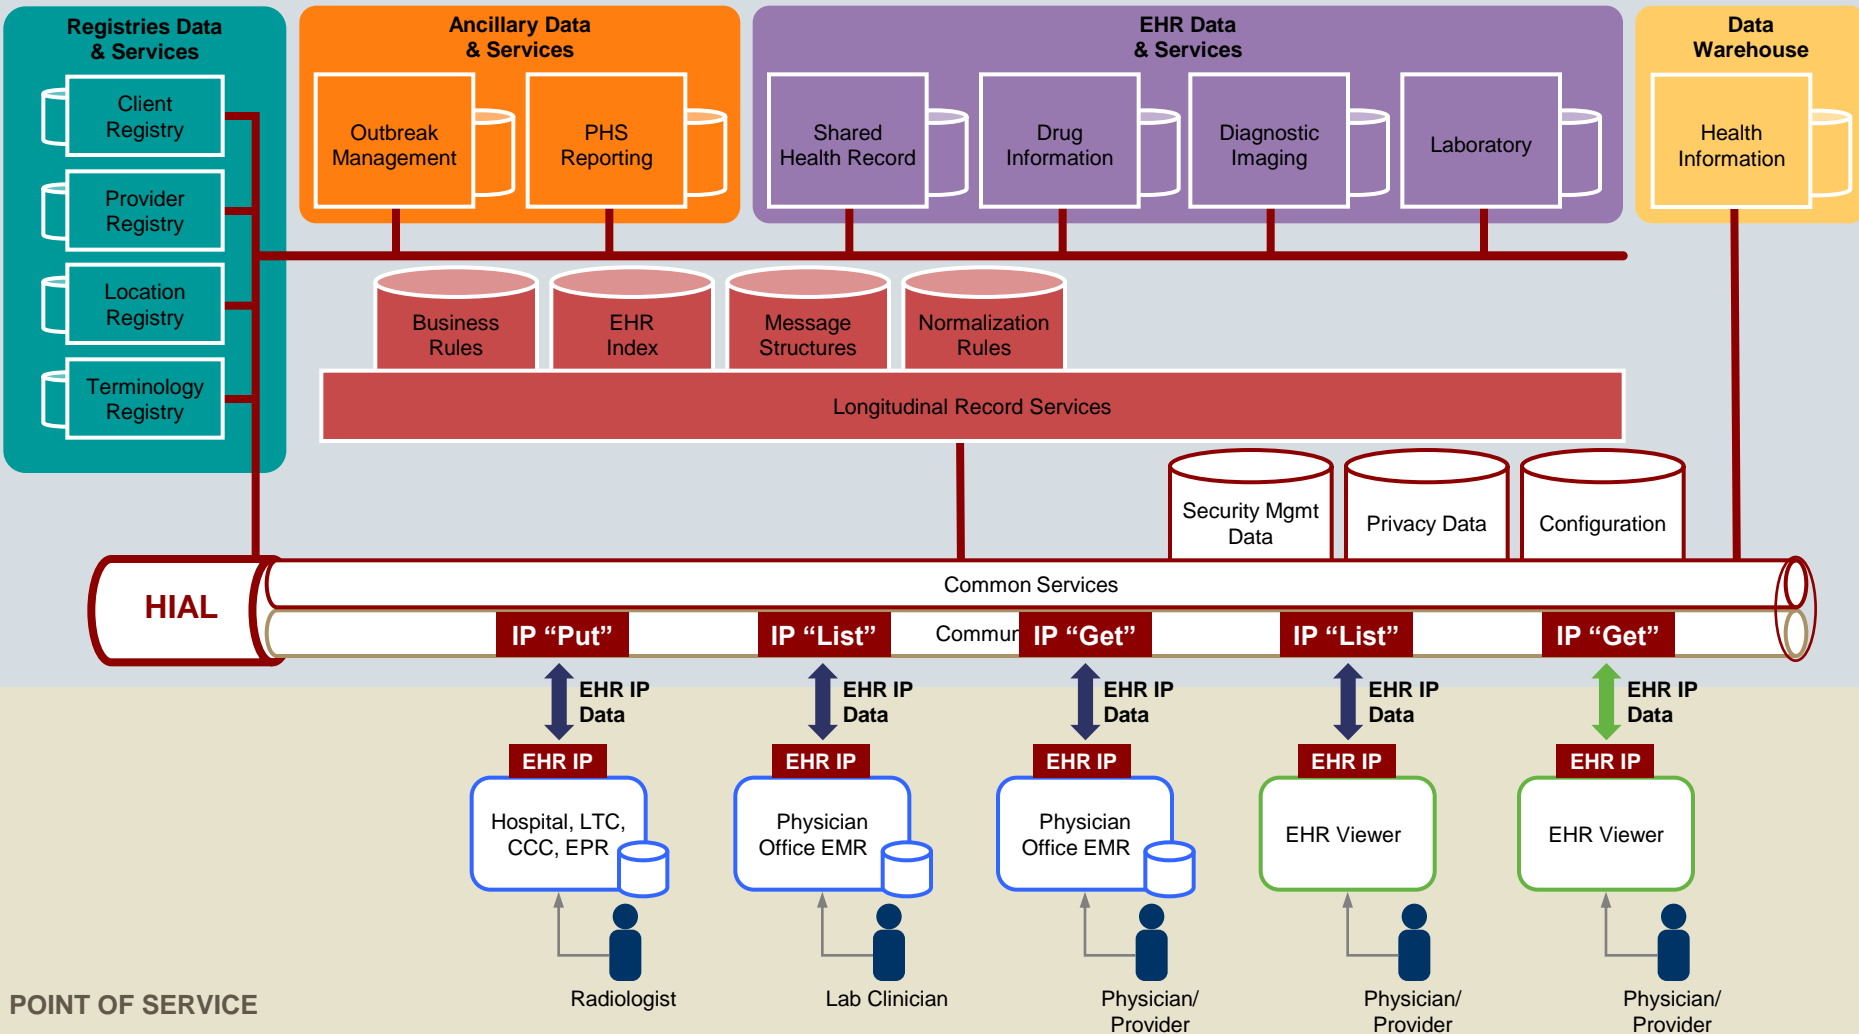 Registries Data
& Services
Client
Registry
Provider
Registry
Location
Registry
Terminology
Registry
Ancillary Data
& Services
Outbreak
Management
PHS
Reporting
EHR Data
& Services
Shared
Health Record
Drug
Information
Diagnostic
Imaging
Laboratory
Data
Warehouse
Health
Information
Business
Rules
EHR
Index
Message
Structures
Normalization
Rules
Longitudinal Record Services
Security Mgmt
Data
Privacy Data
Configuration
HIAL
Common Services
Commun
IP “Put”
IP “List”
IP “Get”
IP “List”
IP “Get”
EHR IP
Data
EHR IP
Data
EHR IP
Data
EHR IP
Data
EHR IP
Data
EHR IP
EHR IP
EHR IP
EHR IP
EHR IP
Hospital, LTC,
CCC, EPR
Physician
Office EMR
Physician
Office EMR
EHR Viewer
EHR Viewer
Radiologist
Lab Clinician
Physician/
Provider
Physician/
Provider
Physician/
Provider
POINT OF SERVICE